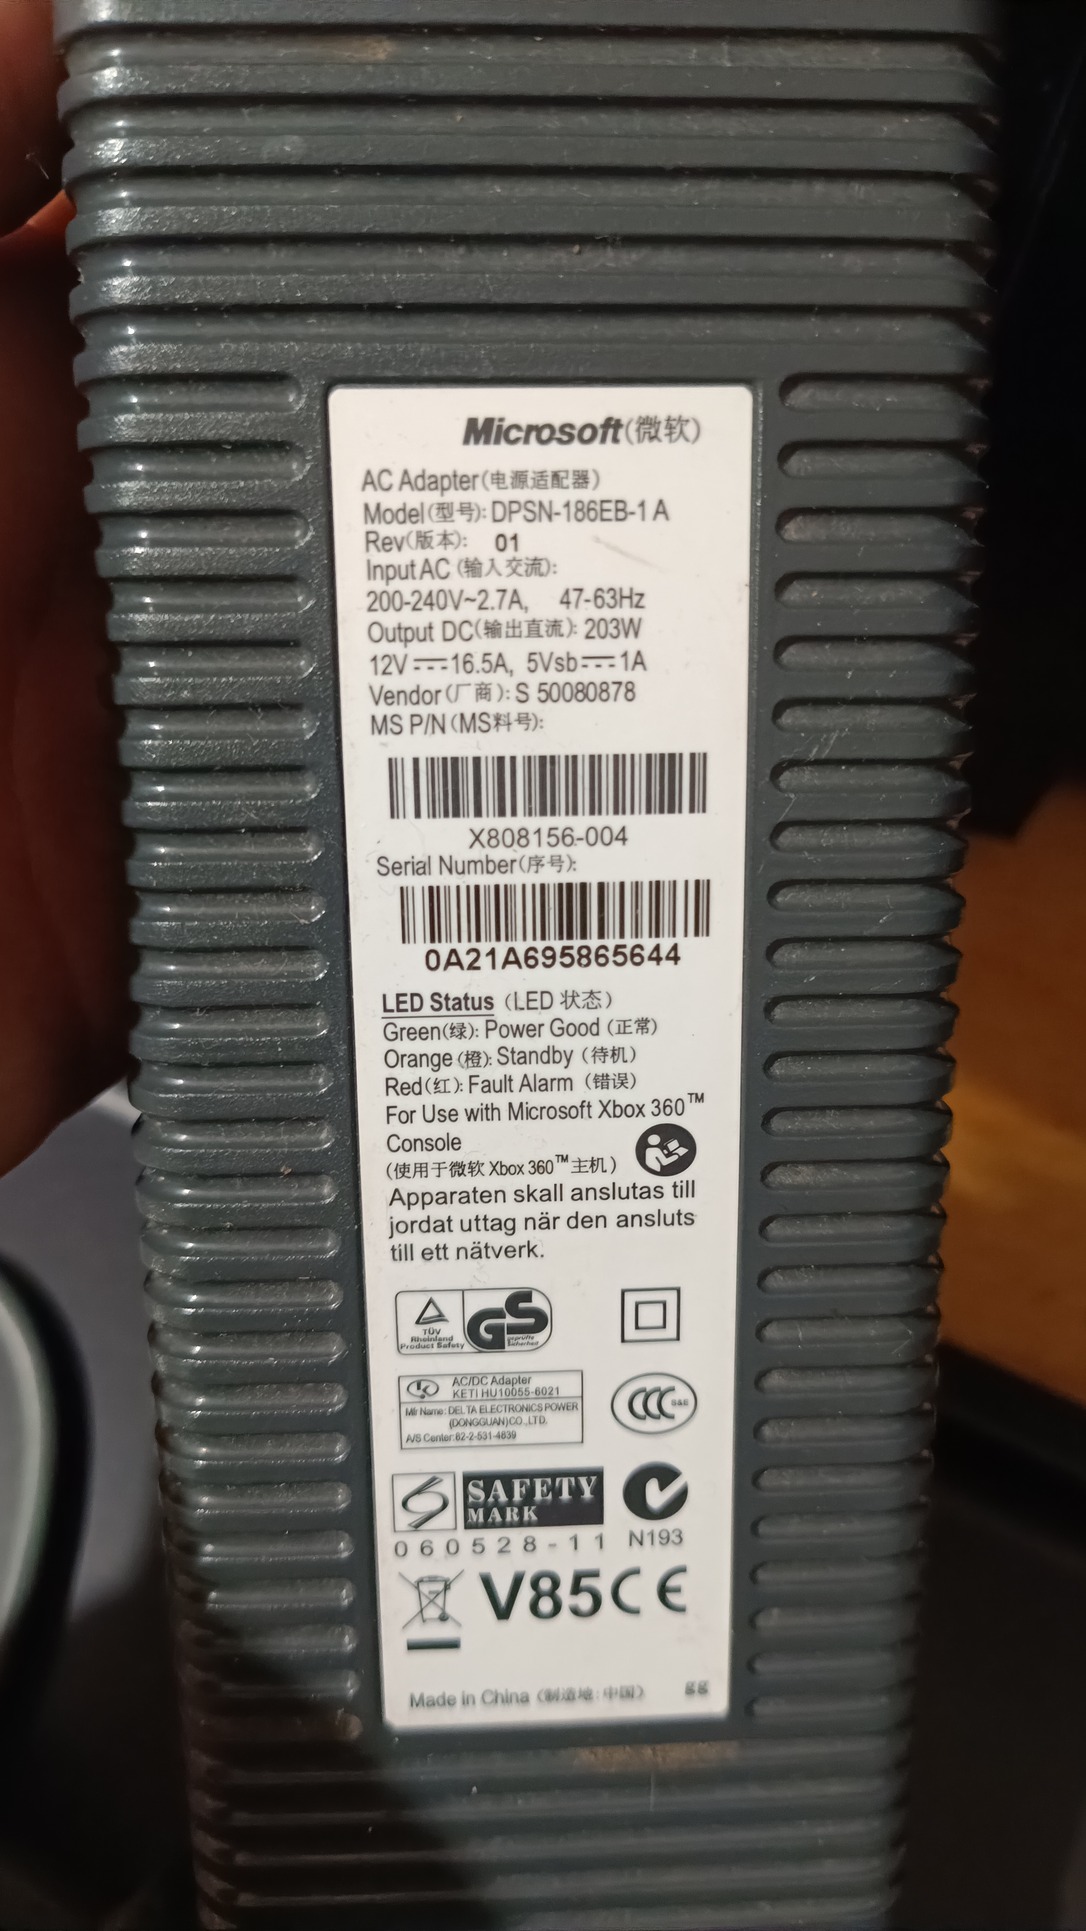 Microsoft(微软)
AC Adapter(电源适配器)
Model(型号): DPSN-186EB-1 A
Rev(版本): 01
Input AC (输入交流):
200-240V~2.7A, 47-63Hz
Output DC(输出直流): 203W
12V⎓16.5A, 5Vsb⎓1A
Vendor(厂商): S 50080878
MS P/N(MS料号):
X808156-004
Serial Number(序号):
0A21A695865644
LED Status (LED 状态)
Green(绿): Power Good (正常)
Orange(橙): Standby (待机)
Red(红): Fault Alarm (错误)
For Use with Microsoft Xbox 360™
Console
(使用于微软 Xbox 360™主机)
Apparaten skall anslutas till
jordat uttag när den ansluts
till ett nätverk.
TÜV
Rheinland
Product Safety
GS
geprüfte
Sicherheit
AC/DC Adapter
KETI HU10055-6021
Mfr Name: DELTA ELECTRONICS POWER
(DONGGUAN)CO.,LTD.
A/S Center:82-2-531-4839
CCC S&E
SAFETY
MARK
060528-11 N193
V85 CE
Made in China (制造地:中国) gg